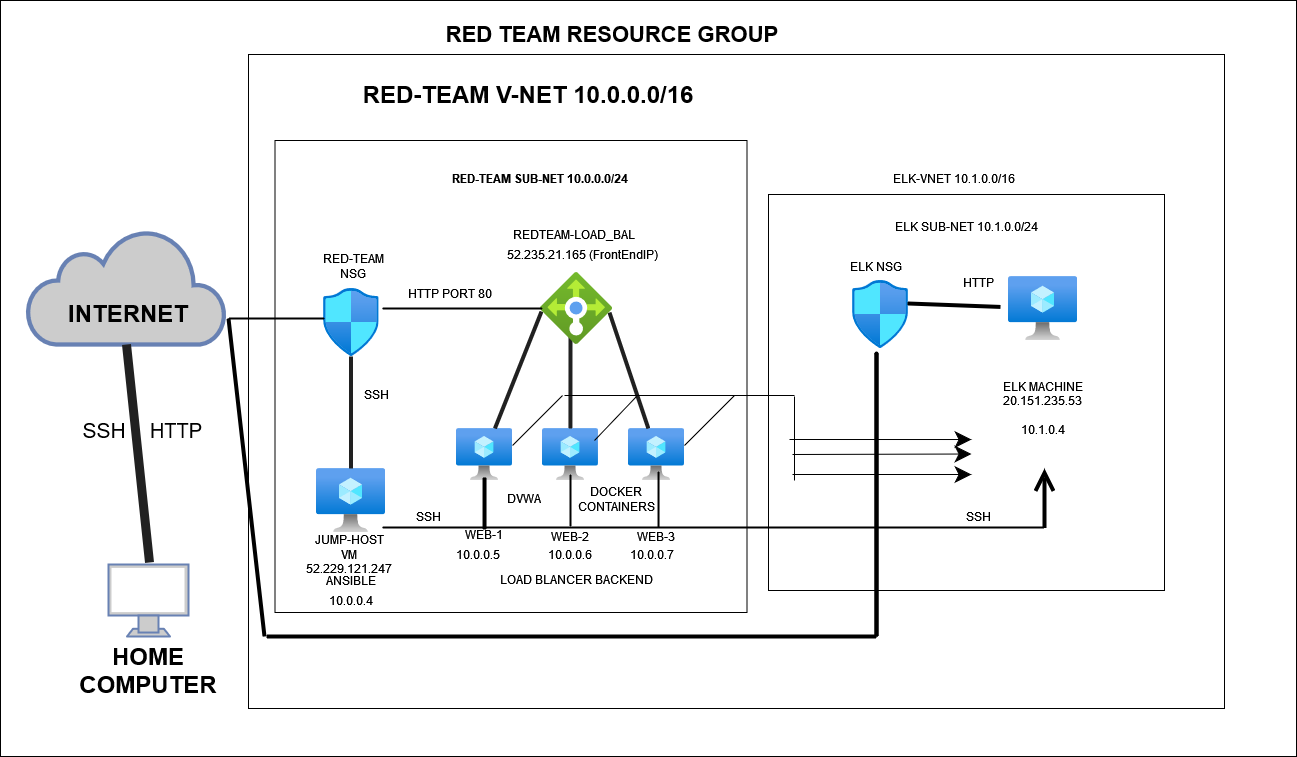 RED TEAM RESOURCE GROUP
RED-TEAM V-NET 10.0.0.0/16
RED-TEAM SUB-NET 10.0.0.0/24
ELK-VNET 10.1.0.0/16
ELK SUB-NET 10.1.0.0/24
REDTEAM-LOAD_BAL
52.235.21.165 (FrontEndIP)
RED-TEAM
NSG
HTTP PORT 80
ELK NSG
HTTP
INTERNET
SSH
SSH
HTTP
ELK MACHINE
20.151.235.53
10.1.0.4
DVWA
DOCKER
CONTAINERS
SSH
SSH
JUMP-HOST
VM
52.229.121.247
ANSIBLE
10.0.0.4
WEB-1
10.0.0.5
WEB-2
10.0.0.6
WEB-3
10.0.0.7
LOAD BLANCER BACKEND
HOME
COMPUTER